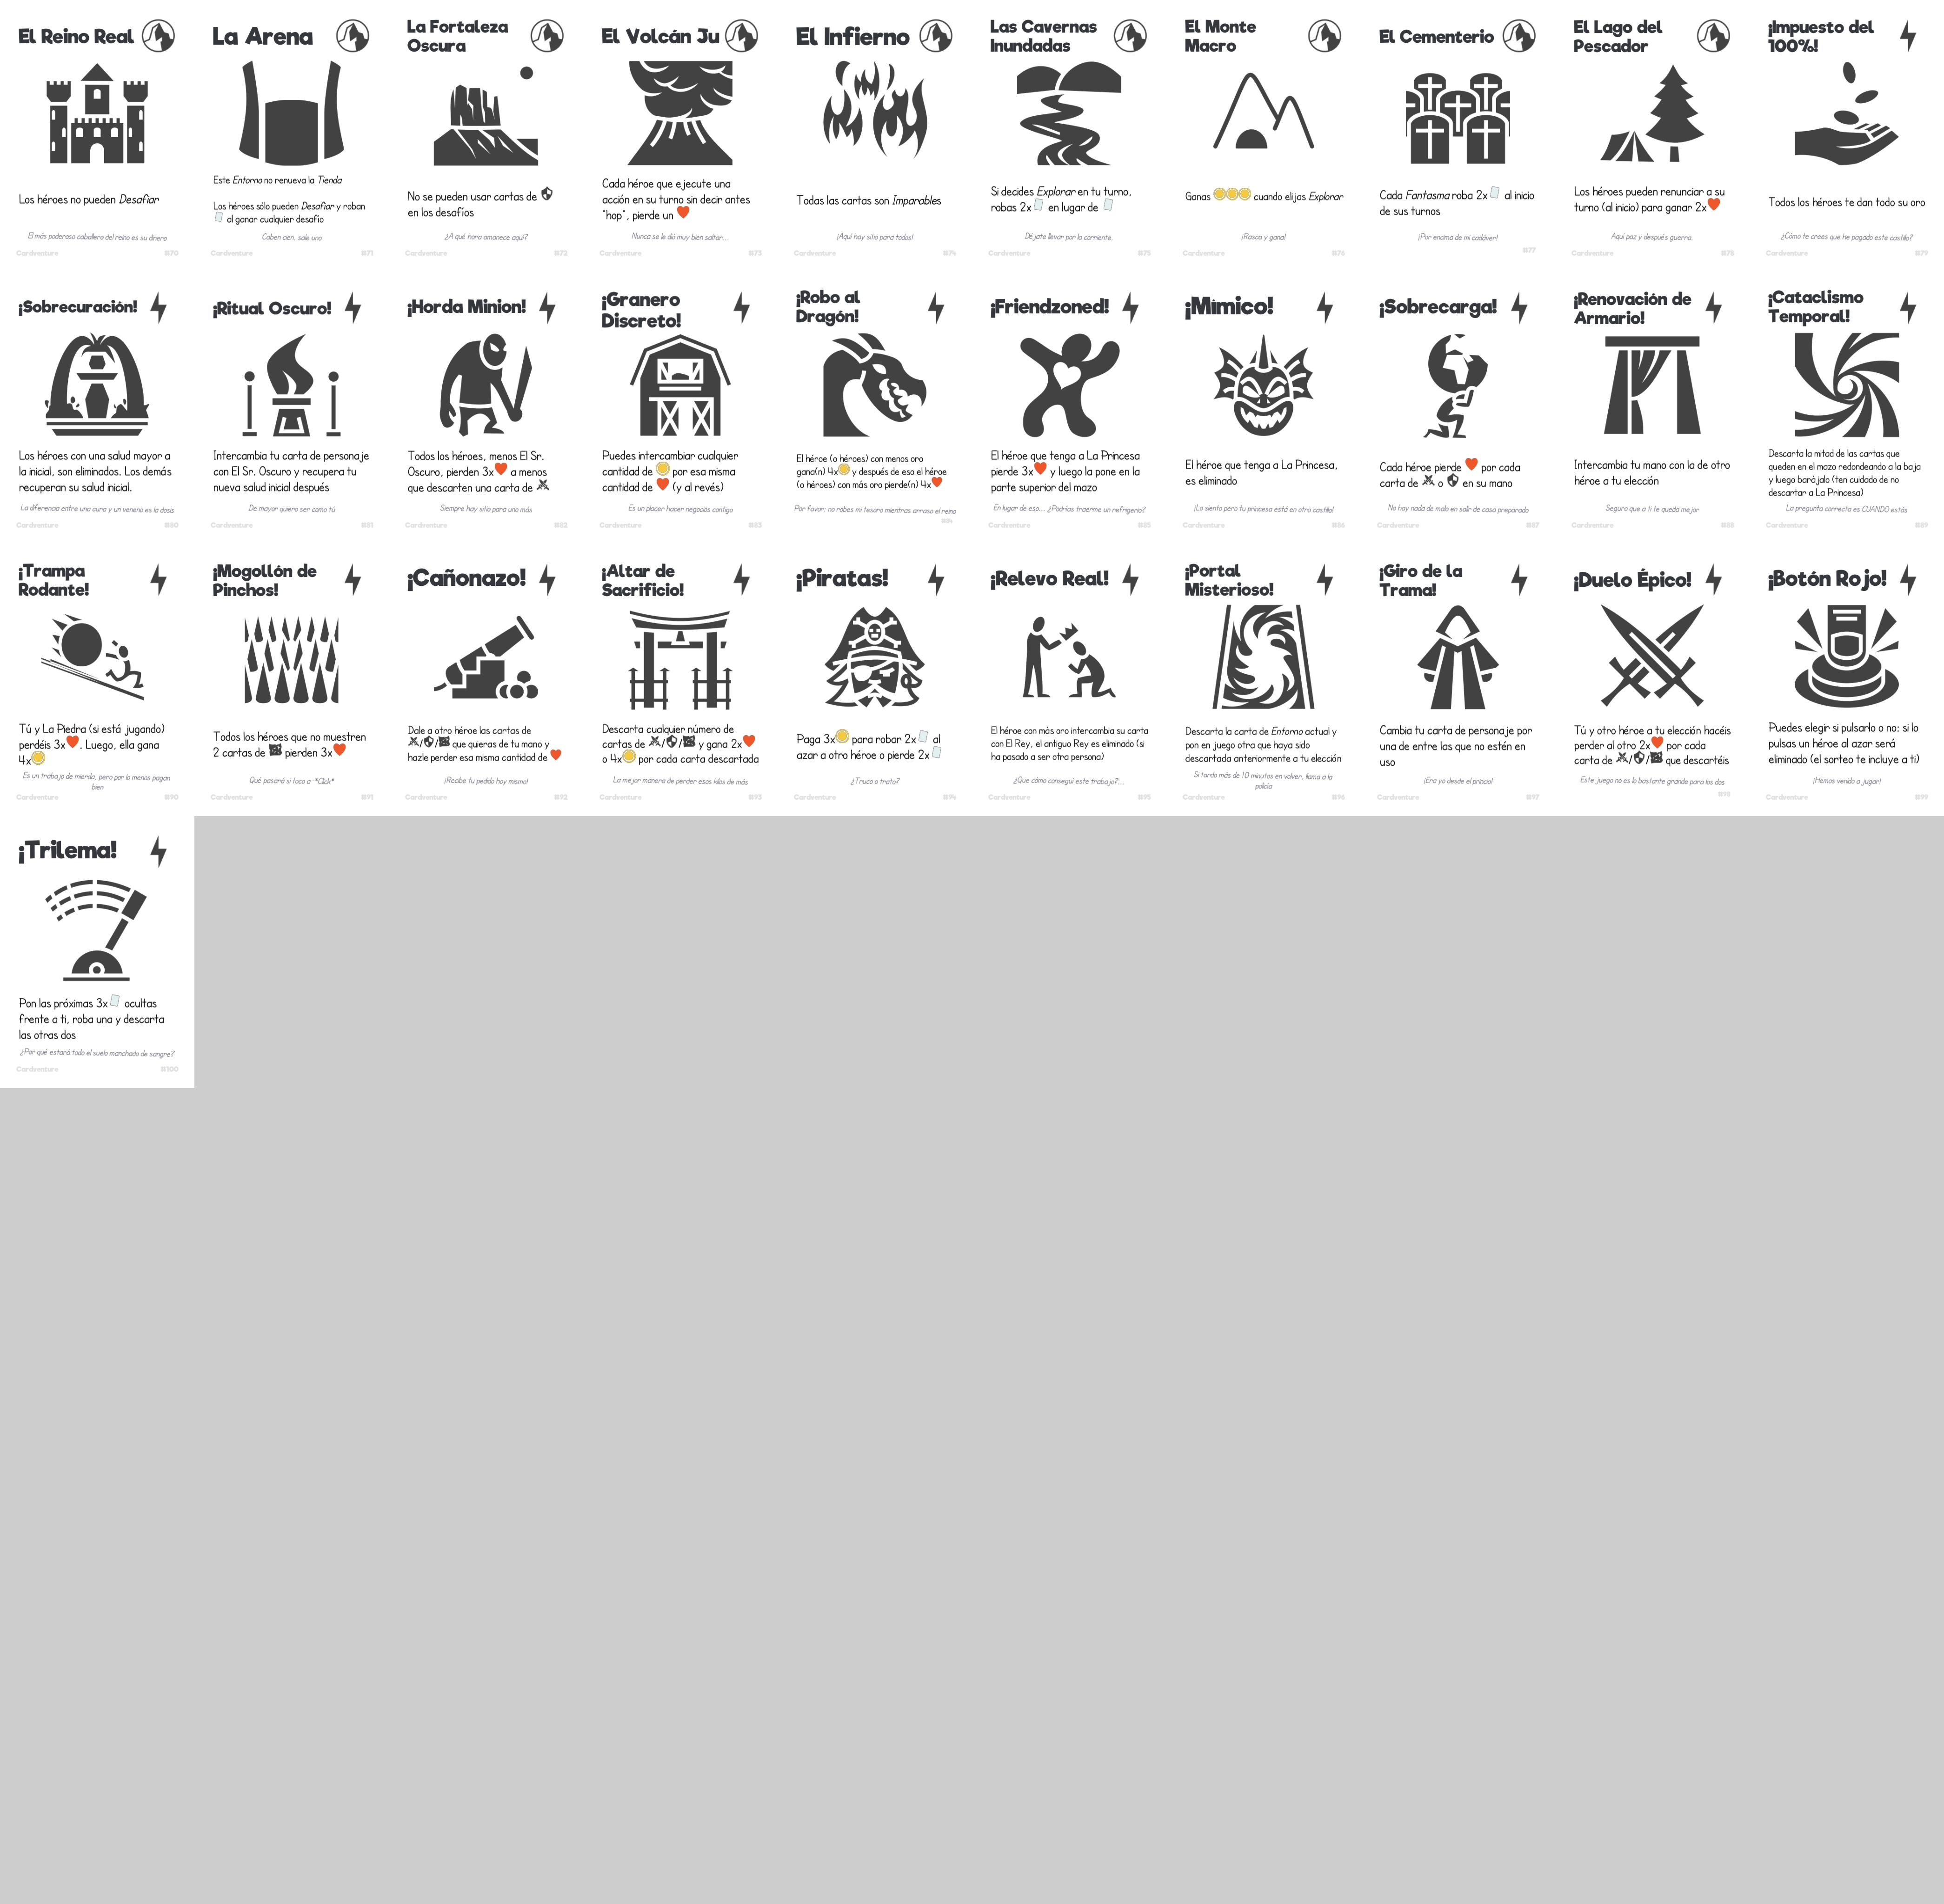 El Reino Real
Los héroes no pueden Desafiar
El más poderoso caballero del reino es su dinero
Cardventure #70
La Arena
Este Entorno no renueva la Tienda
Los héroes sólo pueden Desafiar y roban
al ganar cualquier desafío
Caben cien, sale uno
Cardventure #71
La Fortaleza
Oscura
No se pueden usar cartas de
en los desafíos
¿A qué hora amanece aquí?
Cardventure #72
El Volcán Ju
Cada héroe que ejecute una
acción en su turno sin decir antes
"hop", pierde un
Nunca se le dó muy bien saltar...
Cardventure #73
El Infierno
Todas las cartas son Imparables
¡Aquí hay sitio para todos!
Cardventure #74
Las Cavernas
Inundadas
Si decides Explorar en tu turno,
robas 2x en lugar de
Déjate llevar por la corriente.
Cardventure #75
El Monte
Macro
Ganas cuando elijas Explorar
¡Rasca y gana!
Cardventure #76
El Cementerio
Cada Fantasma roba 2x al inicio
de sus turnos
¡Por encima de mi cadáver!
Cardventure #77
El Lago del
Pescador
Los héroes pueden renunciar a su
turno (al inicio) para ganar 2x
Aquí paz y después guerra.
Cardventure #78
¡Impuesto del
100%!
Todos los héroes te dan todo su oro
¿Cómo te crees que he pagado este castillo?
Cardventure #79
¡Sobrecuración!
Los héroes con una salud mayor a
la inicial, son eliminados. Los demás
recuperan su salud inicial.
La diferencia entre una cura y un veneno es la dosis
Cardventure #80
¡Ritual Oscuro!
Intercambia tu carta de personaje
con El Sr. Oscuro y recupera tu
nueva salud inicial después
De mayor quiero ser como tú
Cardventure #81
¡Horda Minion!
Todos los héroes, menos El Sr.
Oscuro, pierden 3x a menos
que descarten una carta de
Siempre hay sitio para uno más
Cardventure #82
¡Granero
Discreto!
Puedes intercambiar cualquier
cantidad de por esa misma
cantidad de (y al revés)
Es un placer hacer negocios contigo
Cardventure #83
¡Robo al
Dragón!
El héroe (o héroes) con menos oro
gana(n) 4x y después de eso el héroe
(o héroes) con más oro pierde(n) 4x
Por favor: no robes mi tesoro mientras arraso el reino
Cardventure #84
¡Friendzoned!
El héroe que tenga a La Princesa
pierde 3x y luego la pone en la
parte superior del mazo
En lugar de eso... ¿Podrías traerme un refrigerio?
Cardventure #85
¡Mímico!
El héroe que tenga a La Princesa,
es eliminado
¡Lo siento pero tu princesa está en otro castillo!
Cardventure #86
¡Sobrecarga!
Cada héroe pierde por cada
carta de o en su mano
No hay nada de malo en salir de casa preparado
Cardventure #87
¡Renovación de
Armario!
Intercambia tu mano con la de otro
héroe a tu elección
Seguro que a ti te queda mejor
Cardventure #88
¡Cataclismo
Temporal!
Descarta la mitad de las cartas que
queden en el mazo redondeando a la baja
y luego barájalo (ten cuidado de no
descartar a La Princesa)
La pregunta correcta es CUANDO estás
Cardventure #89
¡Trampa
Rodante!
Tú y La Piedra (si está jugando)
perdéis 3x . Luego, ella gana
4x
Es un trabajo de mierda, pero por lo menos pagan
bien
Cardventure #90
¡Mogollón de
Pinchos!
Todos los héroes que no muestren
2 cartas de pierden 3x
Qué pasará si toco a-*Click*
Cardventure #91
¡Cañonazo!
Dale a otro héroe las cartas de
/ / que quieras de tu mano y
hazle perder esa misma cantidad de
¡Recibe tu pedido hoy mismo!
Cardventure #92
¡Altar de
Sacrificio!
Descarta cualquier número de
cartas de / / y gana 2x
o 4x por cada carta descartada
La mejor manera de perder esos kilos de más
Cardventure #93
¡Piratas!
Paga 3x para robar 2x al
azar a otro héroe o pierde 2x
¿Truco o trato?
Cardventure #94
¡Relevo Real!
El héroe con más oro intercambia su carta
con El Rey, el antiguo Rey es eliminado (si
ha pasado a ser otra persona)
¿Que cómo conseguí este trabajo?...
Cardventure #95
¡Portal
Misterioso!
Descarta la carta de Entorno actual y
pon en juego otra que haya sido
descartada anteriormente a tu elección
Si tardo más de 10 minutos en volver, llama a la
policía
Cardventure #96
¡Giro de la
Trama!
Cambia tu carta de personaje por
una de entre las que no estén en
uso
¡Era yo desde el princio!
Cardventure #97
¡Duelo Épico!
Tú y otro héroe a tu elección hacéis
perder al otro 2x por cada
carta de / / que descartéis
Este juego no es lo bastante grande para los dos
Cardventure #98
¡Botón Rojo!
Puedes elegir si pulsarlo o no: si lo
pulsas un héroe al azar será
eliminado (el sorteo te incluye a ti)
¡Hemos venido a jugar!
Cardventure #99
¡Trilema!
Pon las próximas 3x ocultas
frente a ti, roba una y descarta
las otras dos
¿Por qué estará todo el suelo manchado de sangre?
Cardventure #100